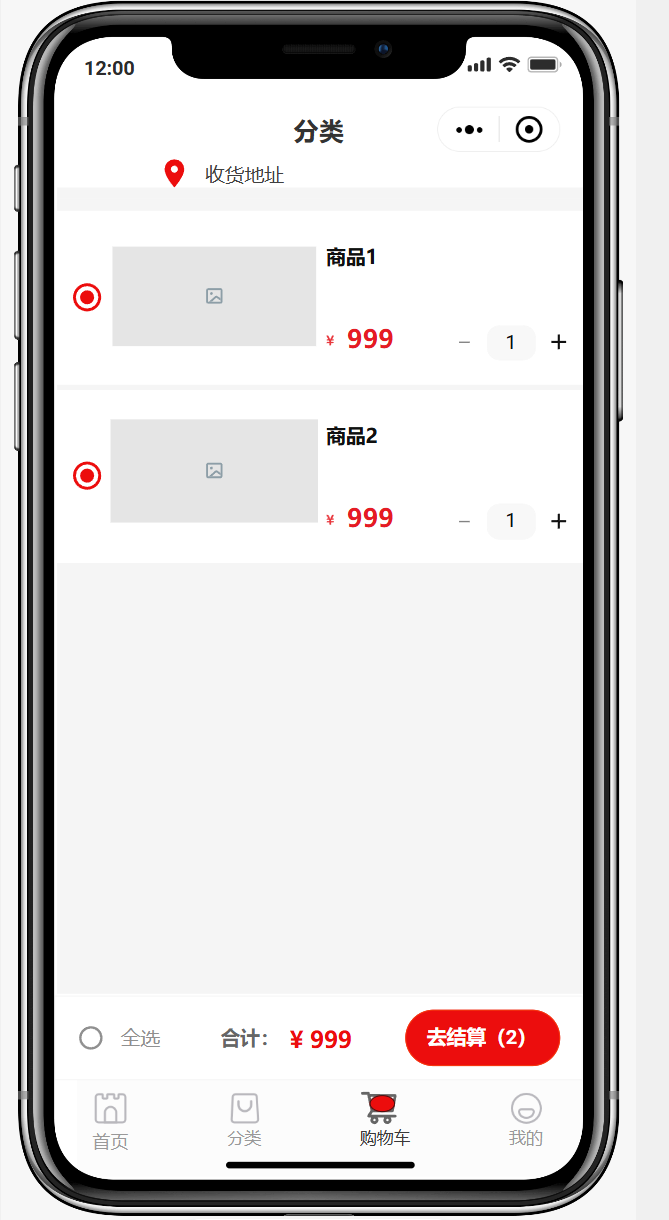 12:00
分类
收货地址
商品1
¥ 999
1
商品2
¥ 999
1
全选 合计： ¥ 999 去结算（2）
首页 分类 购物车 我的